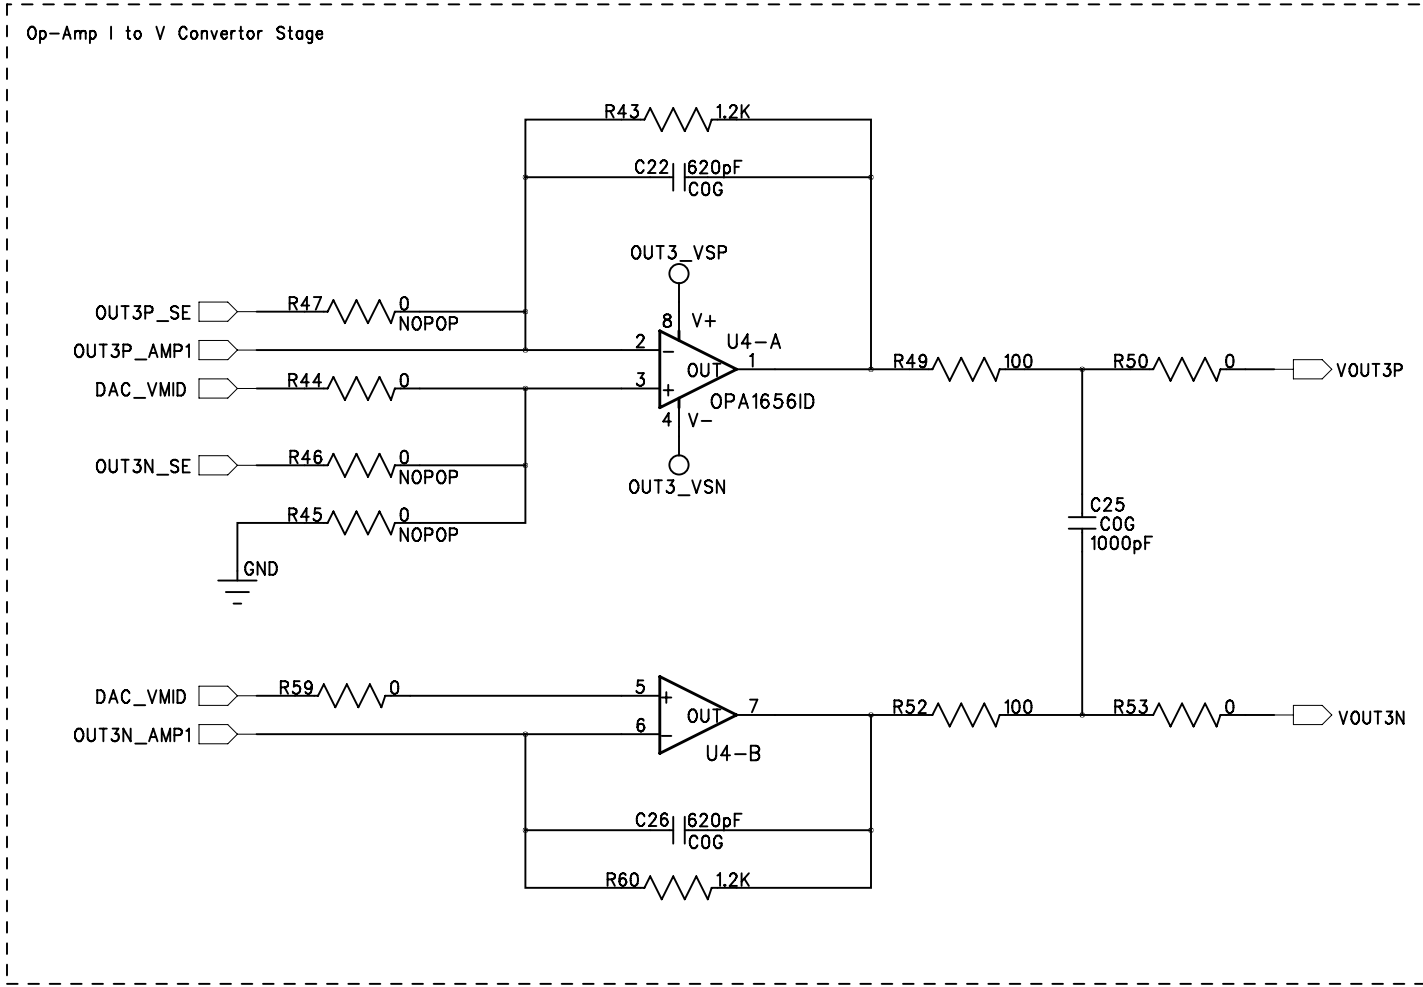 Op-Amp I to V Convertor Stage
R43 1.2K
C22 620pF
COG
OUT3_VSP
OUT3P_SE R47 0
NOPOP
8 V+
OUT3P_AMP1 2 -
U4-A
OUT 1
R49 100 R50 0 VOUT3P
DAC_VMID R44 0 3 +
OPA1656ID
4 V-
OUT3N_SE R46 0
NOPOP
OUT3_VSN
R45 0
NOPOP
GND
C25
COG
1000pF
DAC_VMID R59 0 5 +
OUT 7
R52 100 R53 0 VOUT3N
OUT3N_AMP1 6 -
U4-B
C26 620pF
COG
R60 1.2K